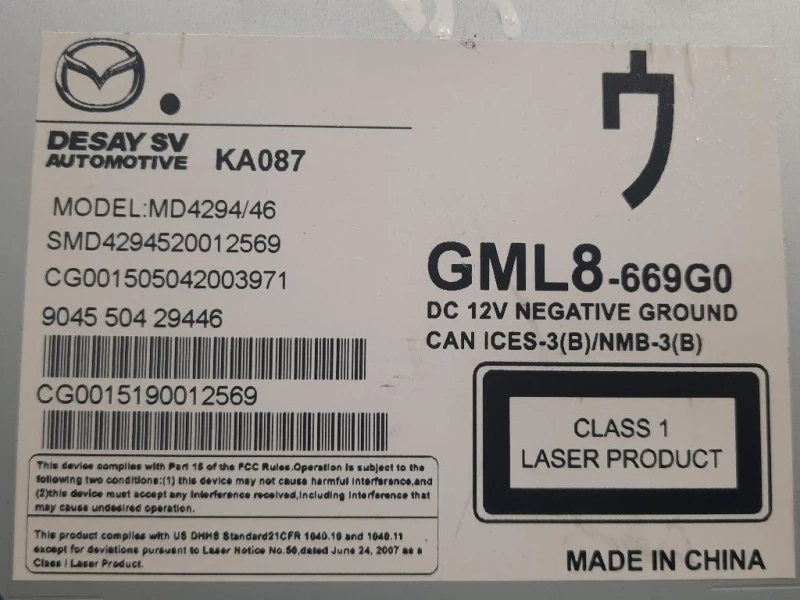 ウ
DESAY SV
AUTOMOTIVE KA087
MODEL:MD4294/46
SMD4294520012569
CG001505042003971
9045 504 29446
CG0015190012569
GML8-669G0
DC 12V NEGATIVE GROUND
CAN ICES-3(B)/NMB-3(B)
CLASS 1
LASER PRODUCT
This device complies with Part 15 of the FCC Rules.Operation is subject to the
following two conditions:(1) this device may not cause harmful interference,and
(2)this device must accept any interference received,including interference that
may cause undesired operation.
This product complies with US DHHS Standard21CFR 1040.10 and 1040.11
except for deviations pursuant to Laser Notice No.50,dated June 24, 2007 as a
Class I Laser Product.
MADE IN CHINA